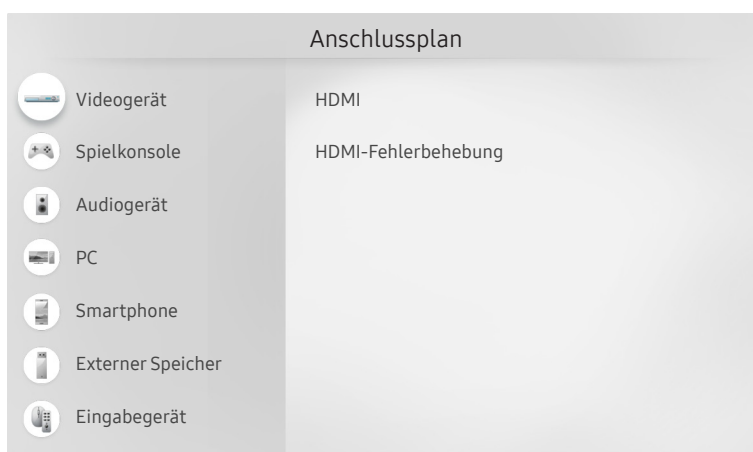 Anschlussplan
Videogerät
HDMI
Spielkonsole
HDMI-Fehlerbehebung
Audiogerät
PC
Smartphone
Externer Speicher
Eingabegerät